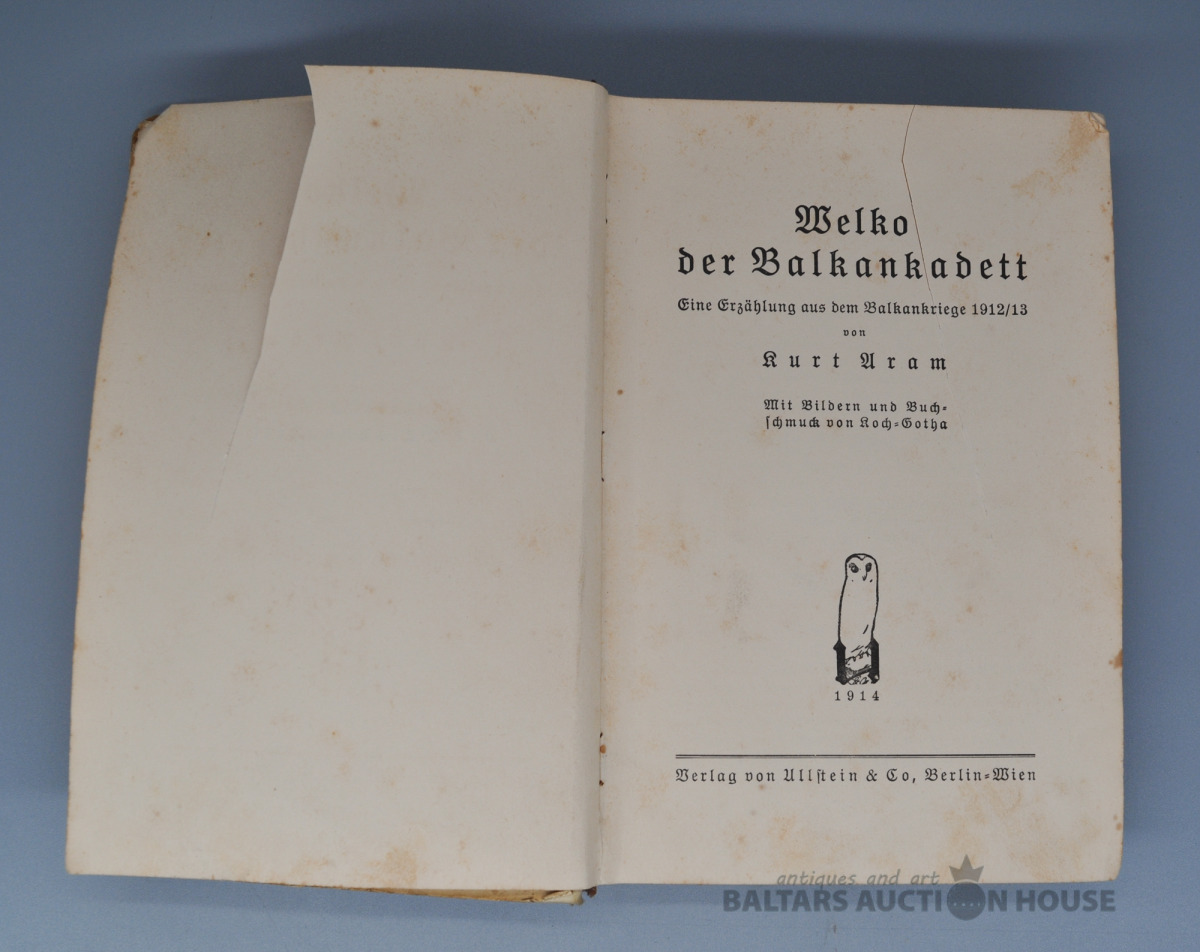 Welko
der Balkankadett
Eine Erzählung aus dem Balkankriege 1912/13
von
Kurt Aram
Mit Bildern und Buch-
schmuck von Koch-Gotha
1914
Verlag von Ullstein & Co, Berlin-Wien
antiques and art
BALTARS AUCTION HOUSE